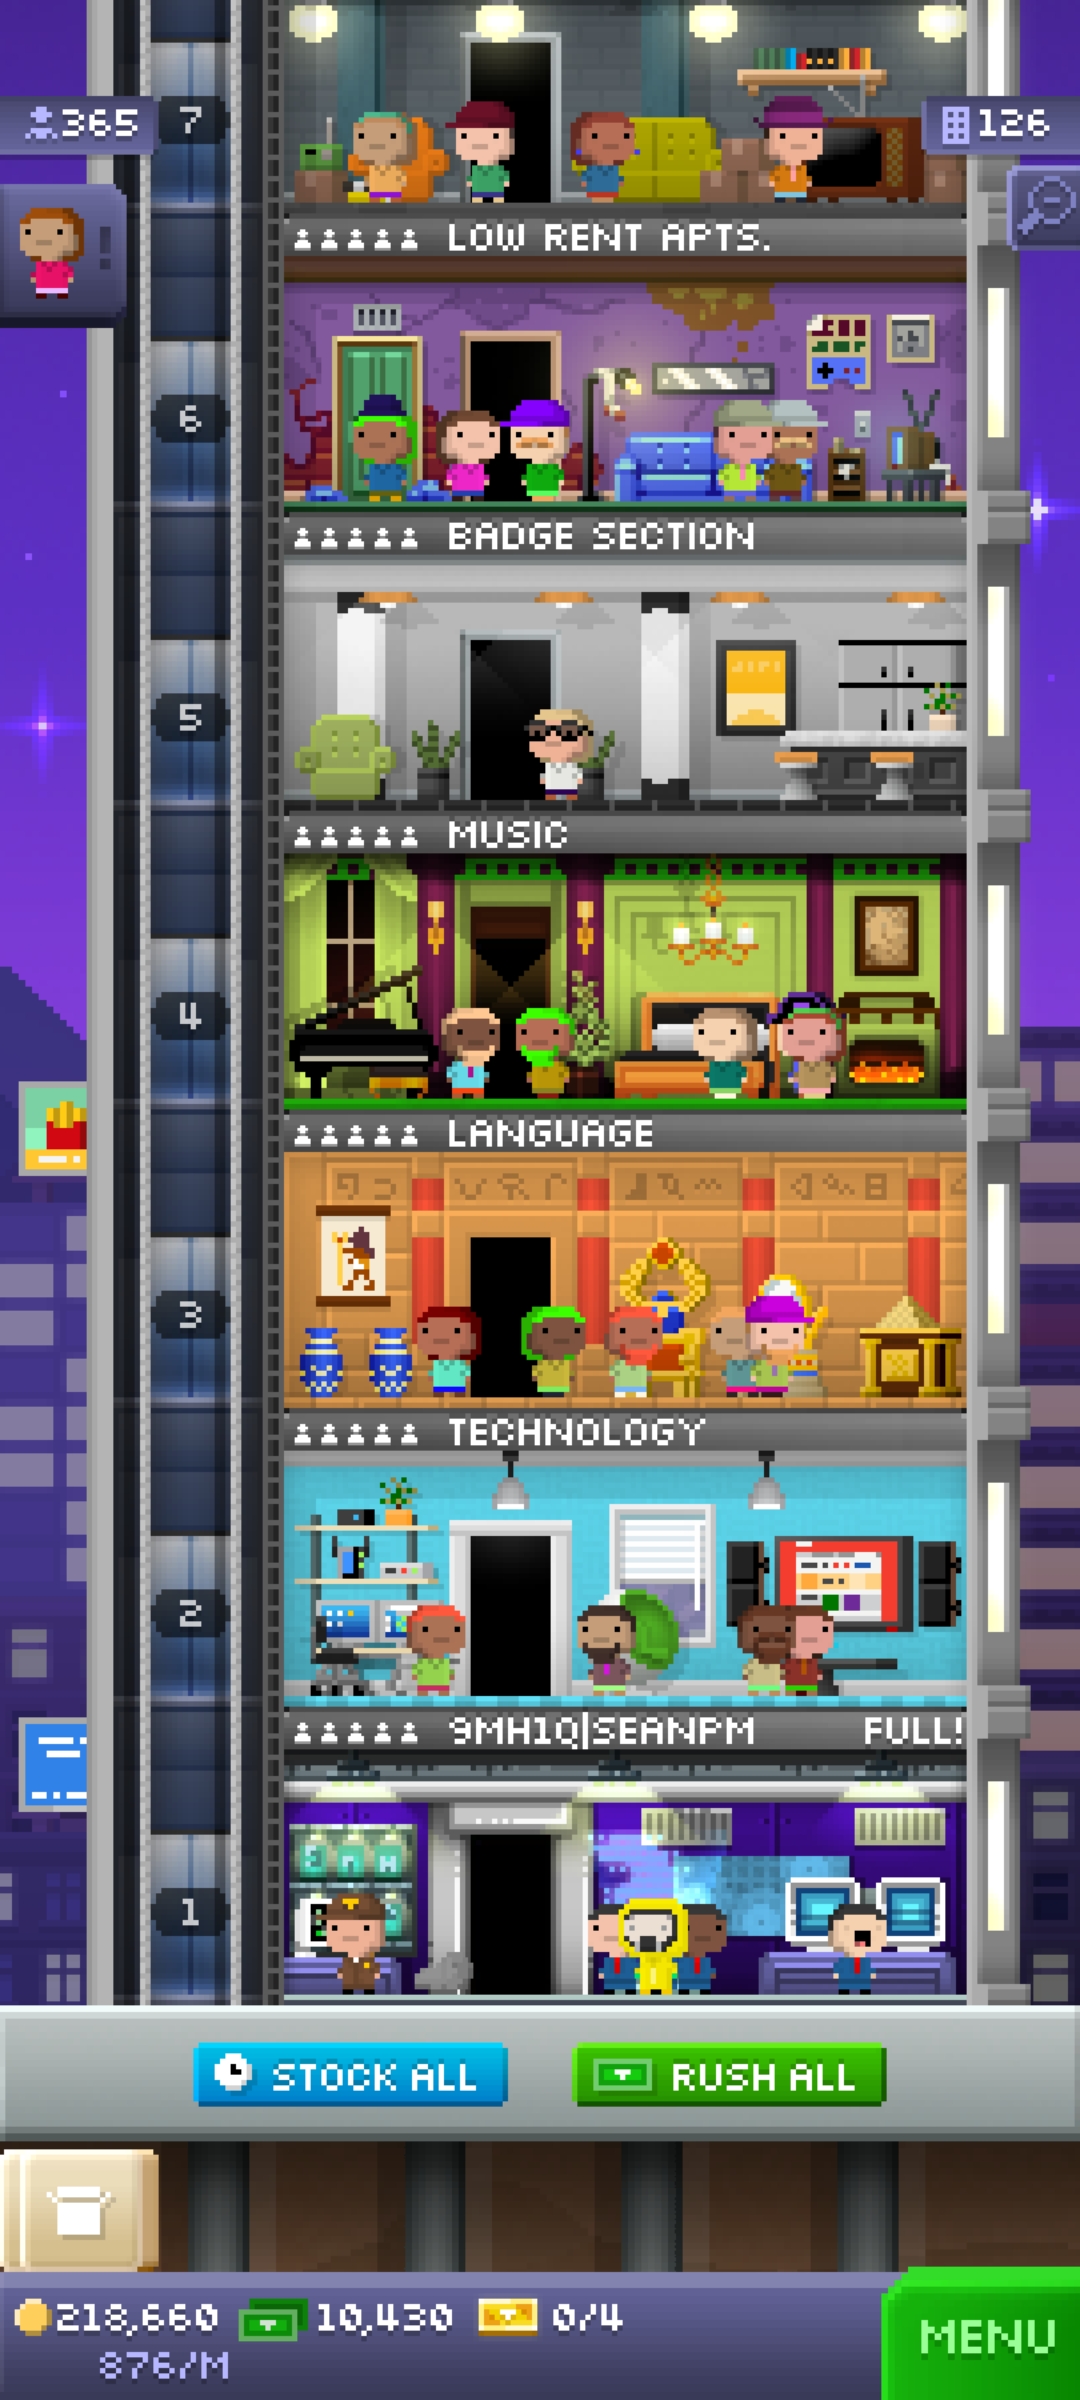 365
7
126
LOW RENT APTS.
6
BADGE SECTION
5
MUSIC
4
LANGUAGE
3
TECHNOLOGY
2
9MH1Q|SEANPM FULL!
1
STOCK ALL
RUSH ALL
218,660 10,430 0/4
876/M
MENU